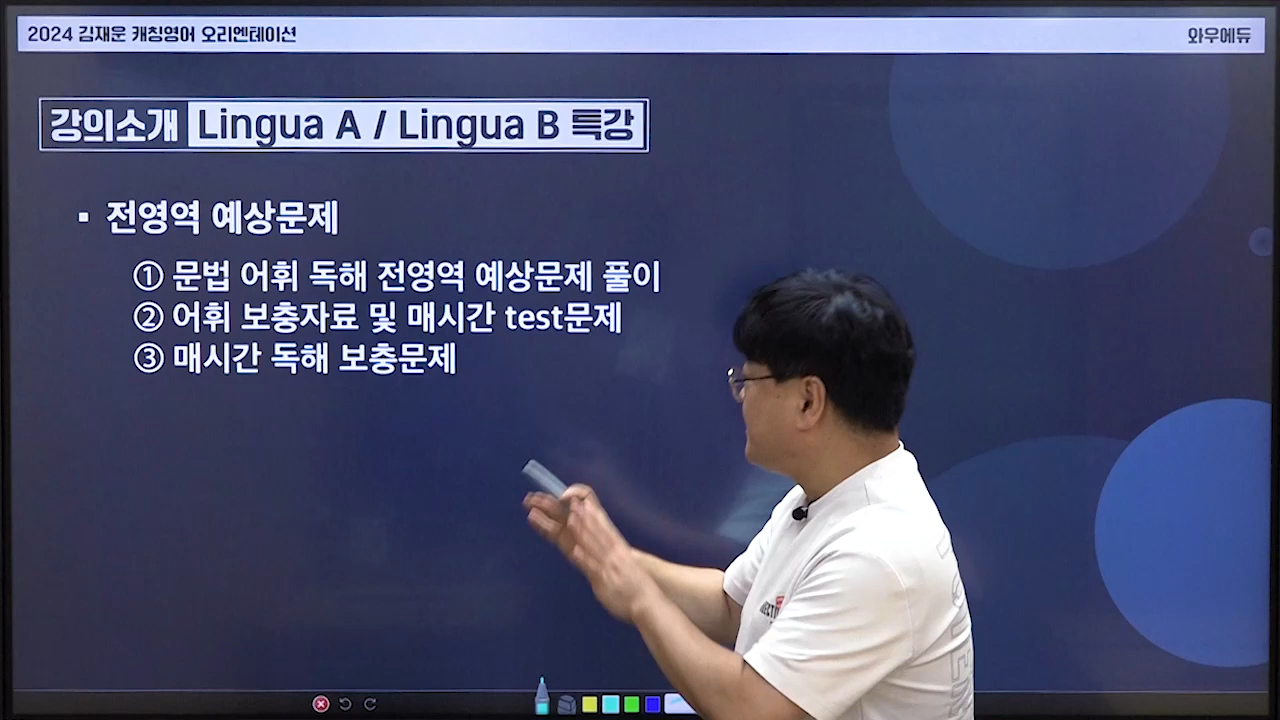 2024 김재운 캐칭영어 오리엔테이션
와우에듀
강의소개 Lingua A / Lingua B 특강
▪ 전영역 예상문제
① 문법 어휘 독해 전영역 예상문제 풀이
② 어휘 보충자료 및 매시간 test문제
③ 매시간 독해 보충문제